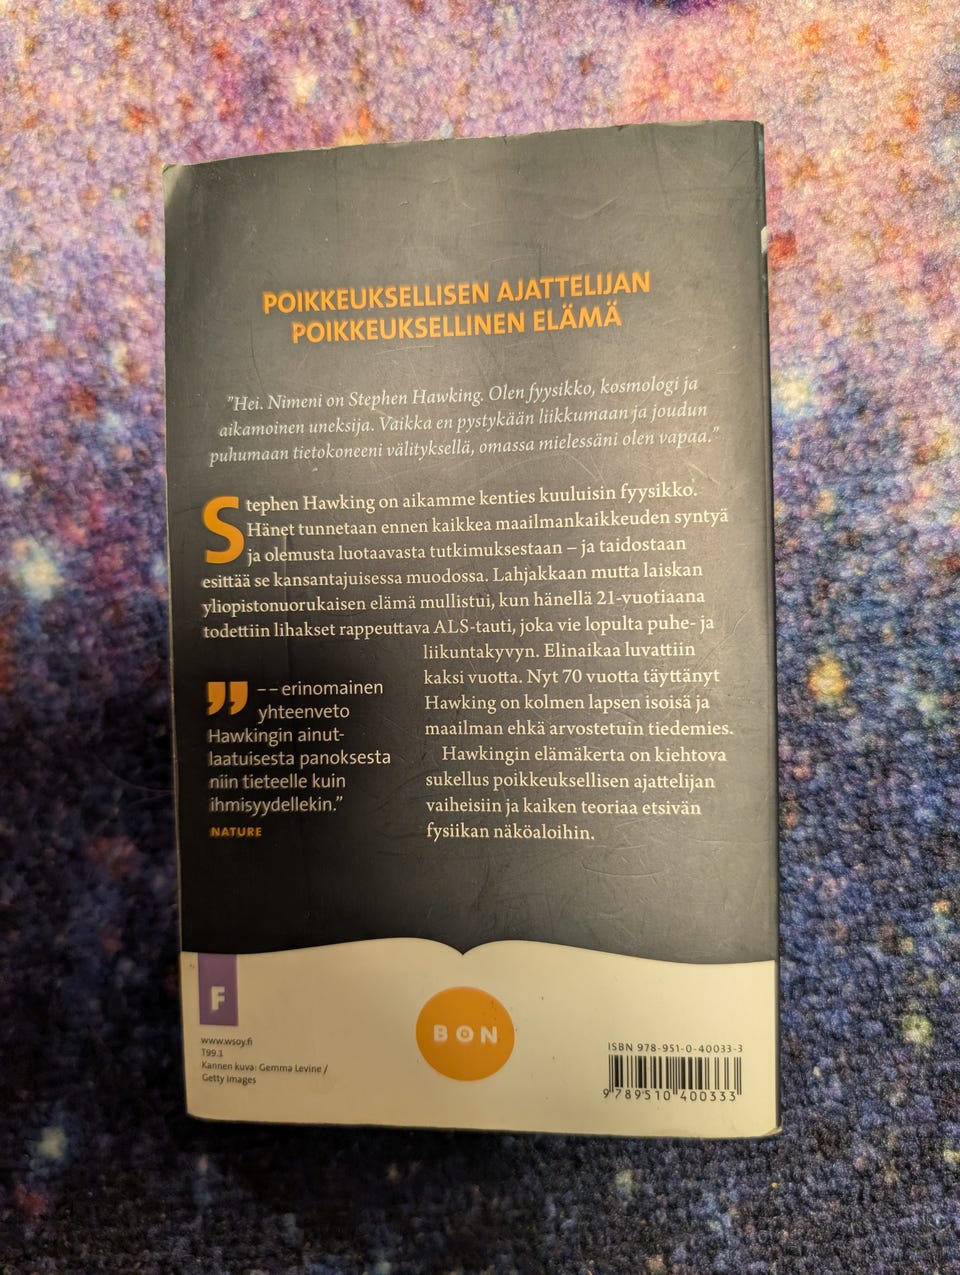 POIKKEUKSELLISEN AJATTELIJAN
POIKKEUKSELLINEN ELÄMÄ
"Hei. Nimeni on Stephen Hawking. Olen fyysikko, kosmologi ja
aikamoinen uneksija. Vaikka en pystykään liikkumaan ja joudun
puhumaan tietokoneeni välityksellä, omassa mielessäni olen vapaa."
Stephen Hawking on aikamme kenties kuuluisin fyysikko.
Hänet tunnetaan ennen kaikkea maailmankaikkeuden syntyä
ja olemusta luotaavasta tutkimuksestaan – ja taidostaan
esittää se kansantajuisessa muodossa. Lahjakkaan mutta laiskan
yliopistonuorukaisen elämä mullistui, kun hänellä 21-vuotiaana
todettiin lihakset rappeuttava ALS-tauti, joka vie lopulta puhe- ja
liikuntakyvyn. Elinaikaa luvattiin
kaksi vuotta. Nyt 70 vuotta täyttänyt
Hawking on kolmen lapsen isoisä ja
maailman ehkä arvostetuin tiedemies.
Hawkingin elämäkerta on kiehtova
sukellus poikkeuksellisen ajattelijan
vaiheisiin ja kaiken teoriaa etsivän
fysiikan näköaloihin.
" – – erinomainen
yhteenveto
Hawkingin ainut-
laatuisesta panoksesta
niin tieteelle kuin
ihmisyydellekin."
NATURE
F
www.wsoy.fi
T99.1
Kannen kuva: Gemma Levine /
Getty Images
BON
ISBN 978-951-0-40033-3
9 789510 400333